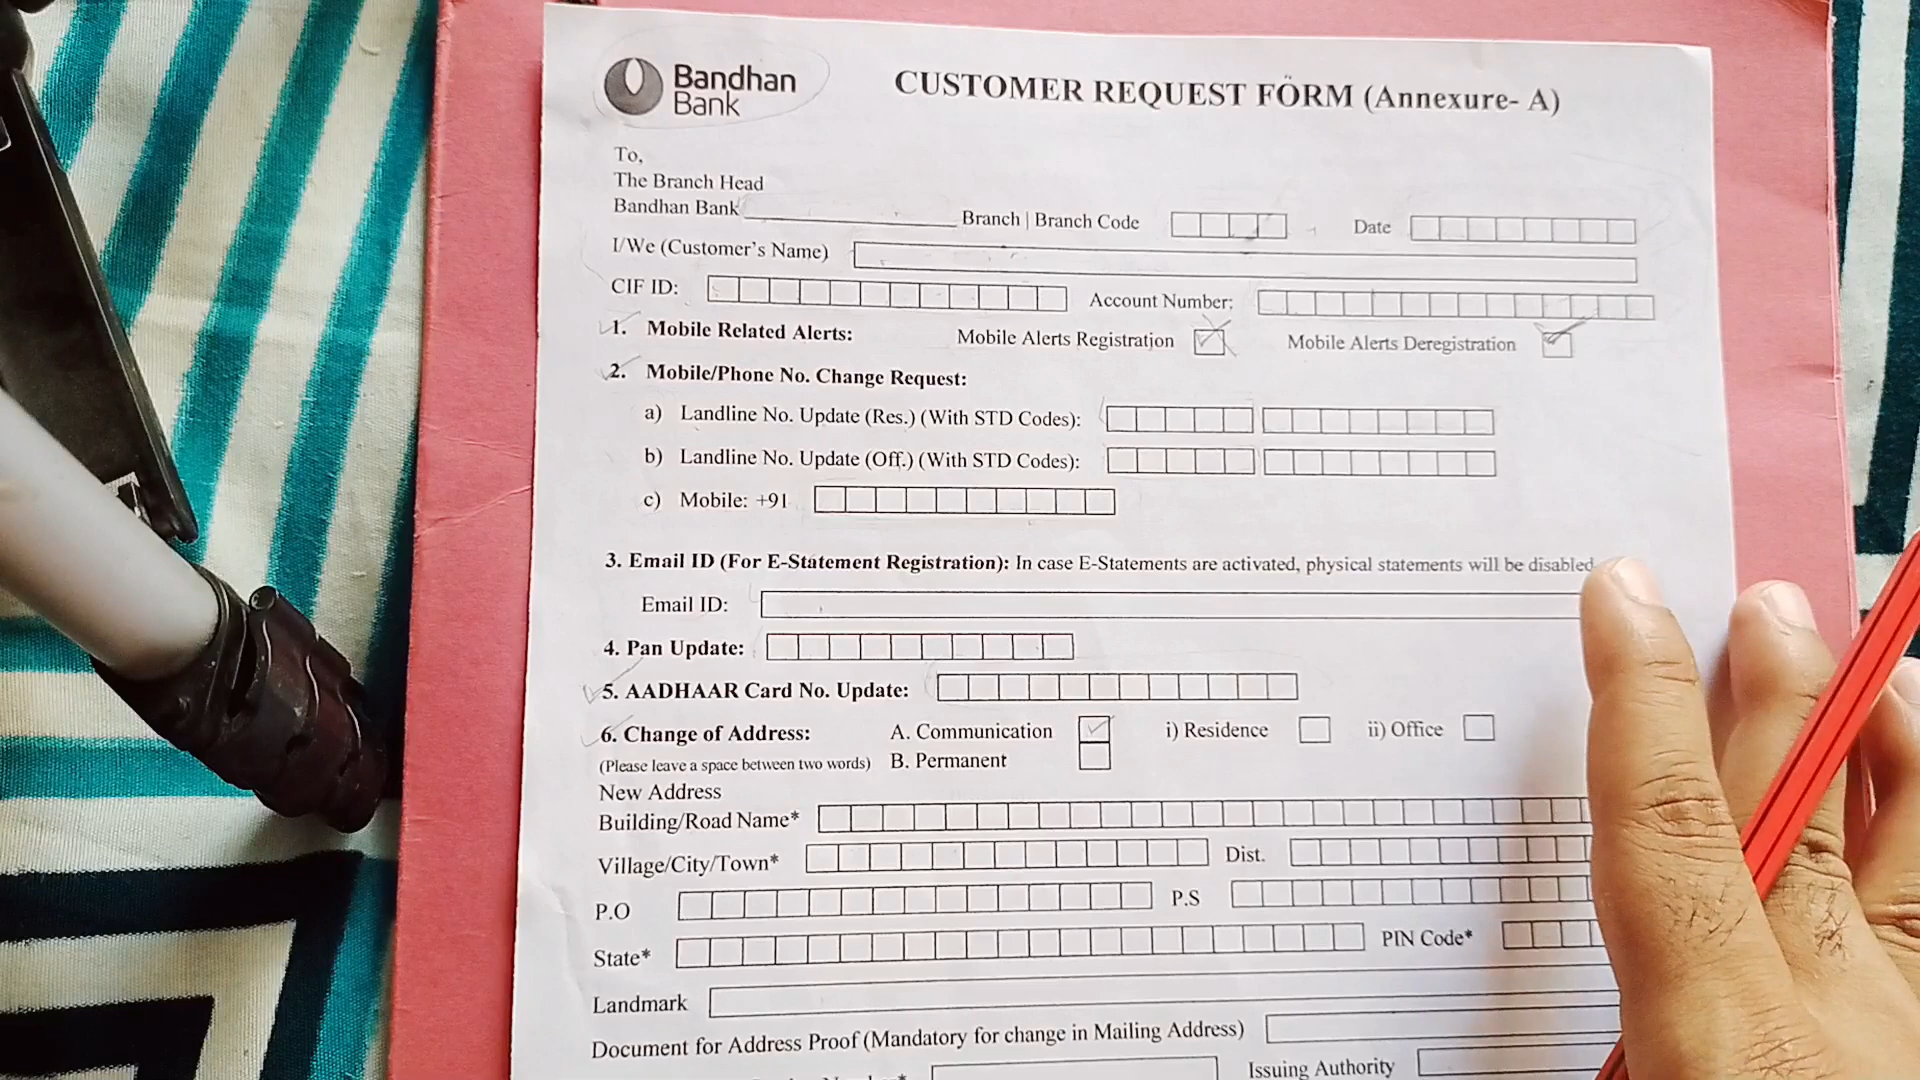 Bandhan
Bank
CUSTOMER REQUEST FORM (Annexure- A)
To,
The Branch Head
Bandhan Bank Branch | Branch Code Date
I/We (Customer's Name)
CIF ID: Account Number:
1. Mobile Related Alerts: Mobile Alerts Registration Mobile Alerts Deregistration
2. Mobile/Phone No. Change Request:
a) Landline No. Update (Res.) (With STD Codes):
b) Landline No. Update (Off.) (With STD Codes):
c) Mobile: +91
3. Email ID (For E-Statement Registration): In case E-Statements are activated, physical statements will be disabled
Email ID:
4. Pan Update:
5. AADHAAR Card No. Update:
6. Change of Address: A. Communication i) Residence ii) Office
(Please leave a space between two words) B. Permanent
New Address
Building/Road Name*
Village/City/Town* Dist.
P.O P.S
State* PIN Code*
Landmark
Document for Address Proof (Mandatory for change in Mailing Address)
Issuing Authority